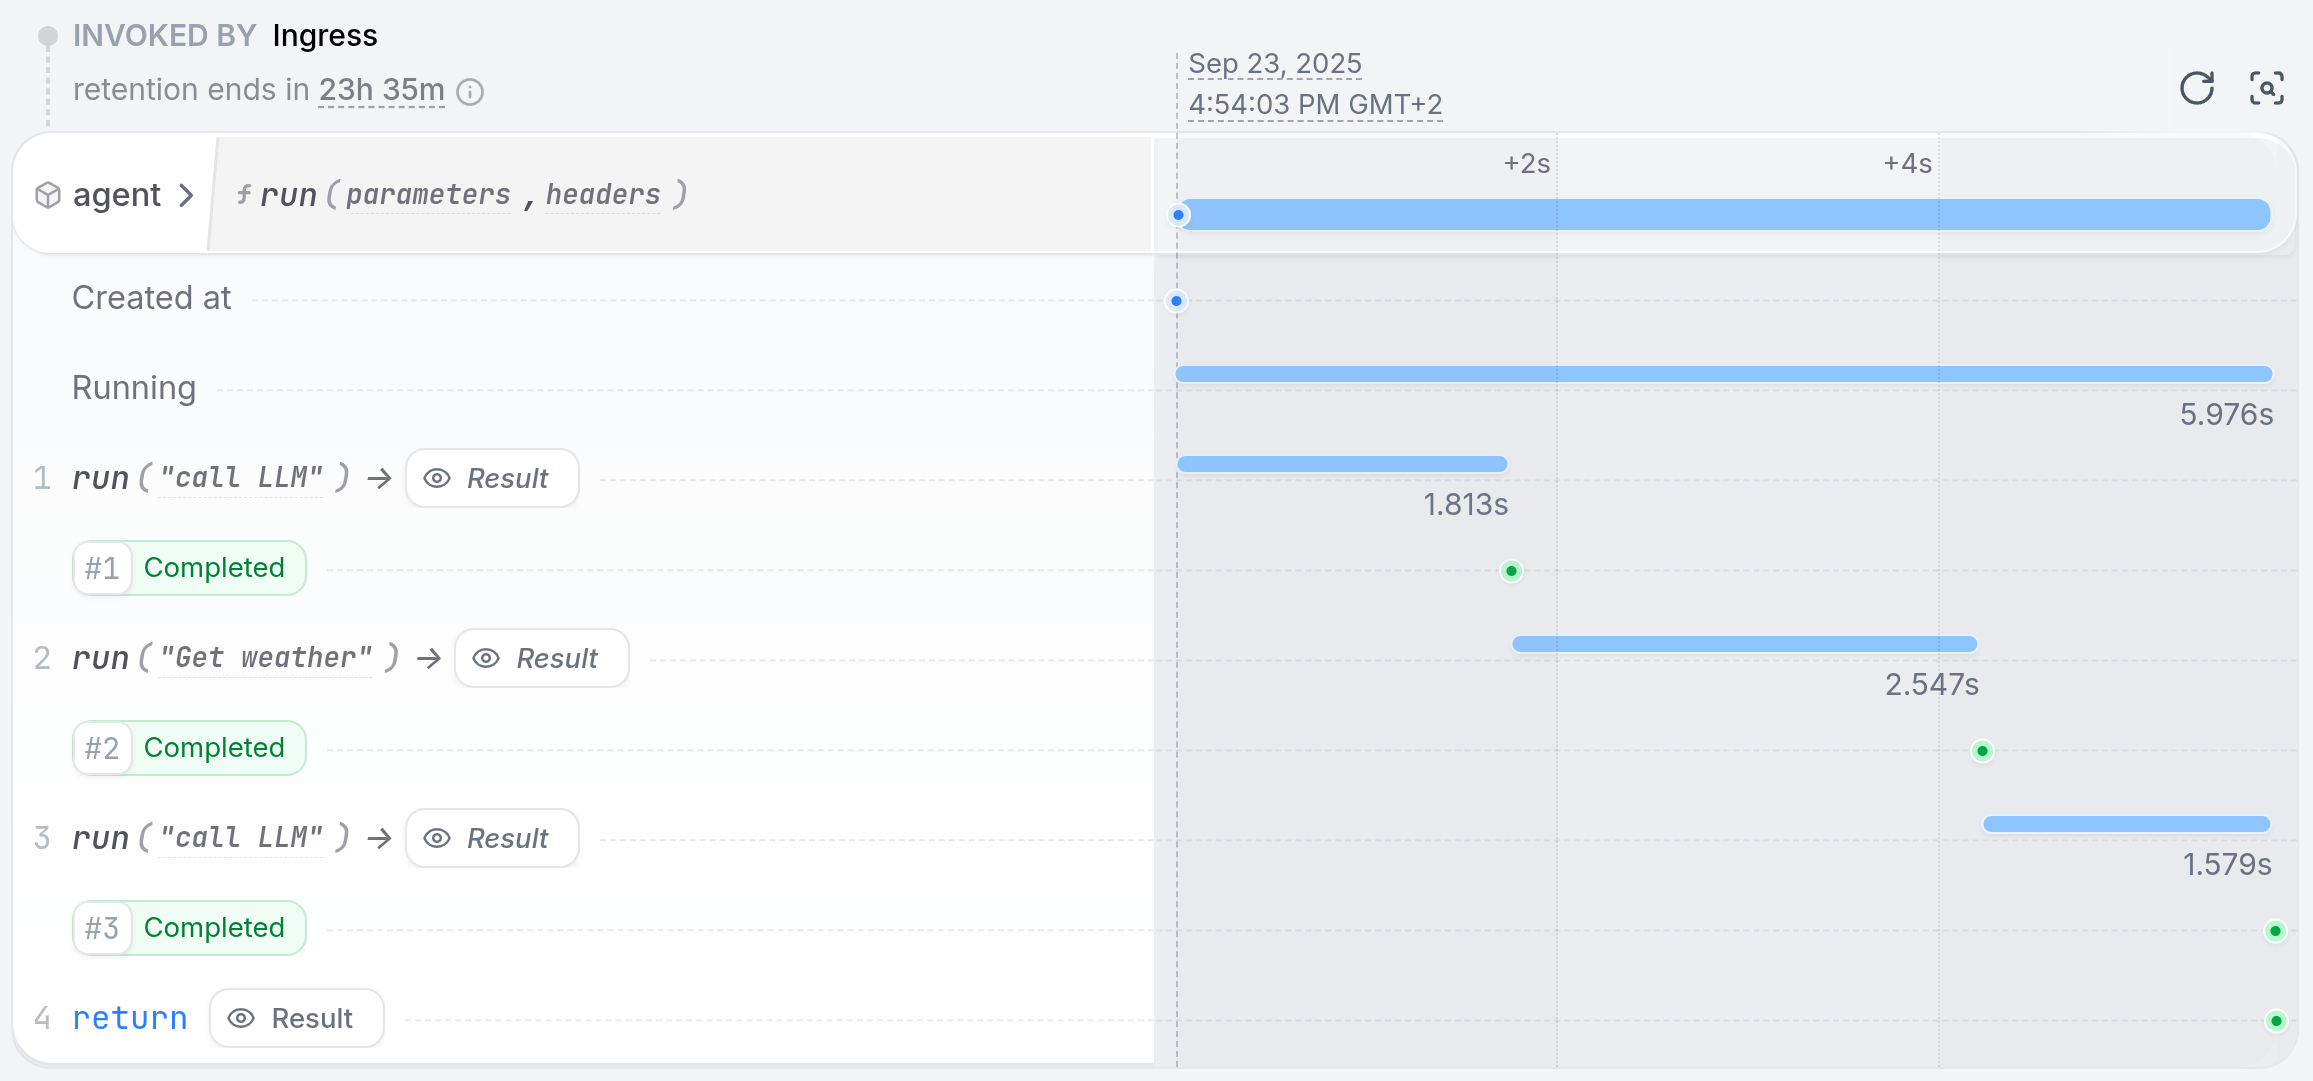 INVOKED BY Ingress
retention ends in 23h 35m
Sep 23, 2025
4:54:03 PM GMT+2
agent
f run ( parameters , headers )
+2s
+4s
Created at
Running
5.976s
1 run ( "call LLM" ) → Result
1.813s
#1 Completed
2 run ( "Get weather" ) → Result
2.547s
#2 Completed
3 run ( "call LLM" ) → Result
1.579s
#3 Completed
4 return Result